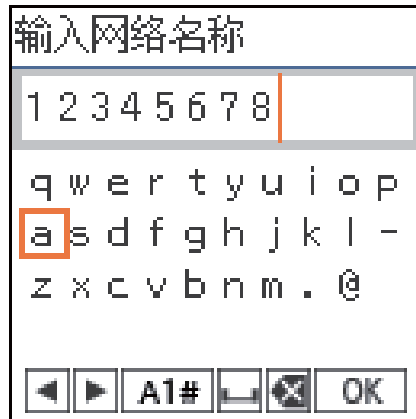 输入网络名称
12345678
q w e r t y u i o p
a s d f g h j k l -
z x c v b n m . @
A1# OK